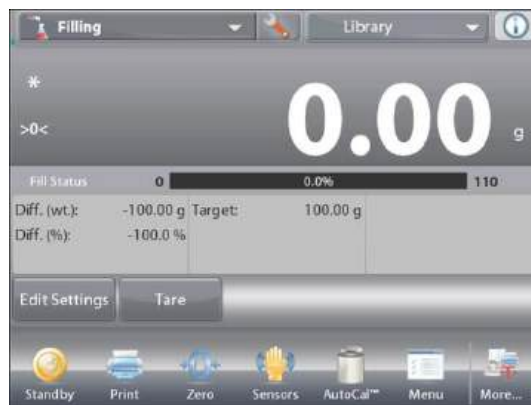 Filling Library
*
>0<
0.00 g
Fill Status 0 0.0% 110
Diff. (wt.): -100.00 g Target: 100.00 g
Diff. (%): -100.0 %
Edit Settings Tare
Standby Print Zero Sensors AutoCal™ Menu More...